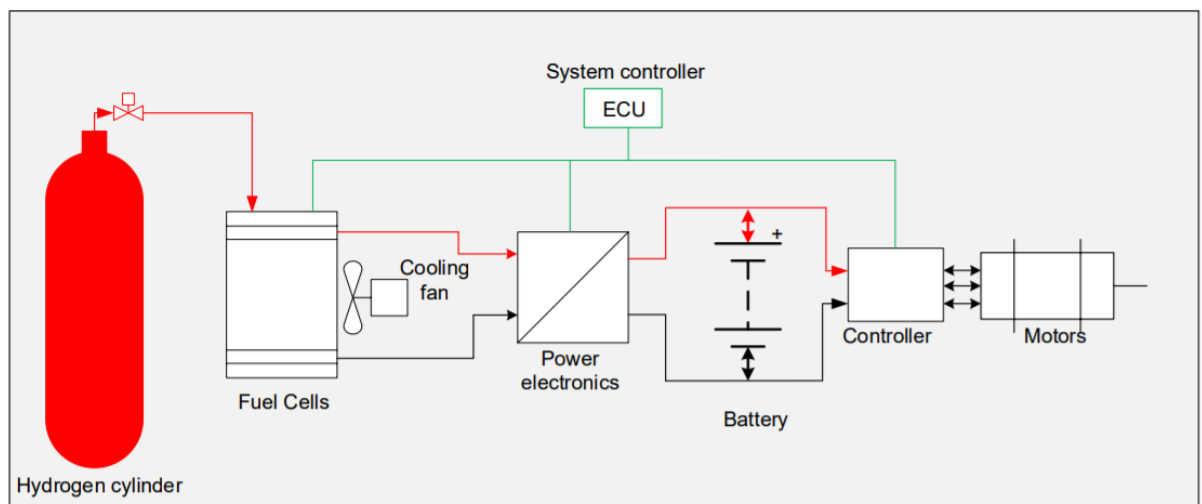 System controller
ECU
Cooling
fan
+
Power
electronics
Controller
Motors
Fuel Cells
Battery
Hydrogen cylinder